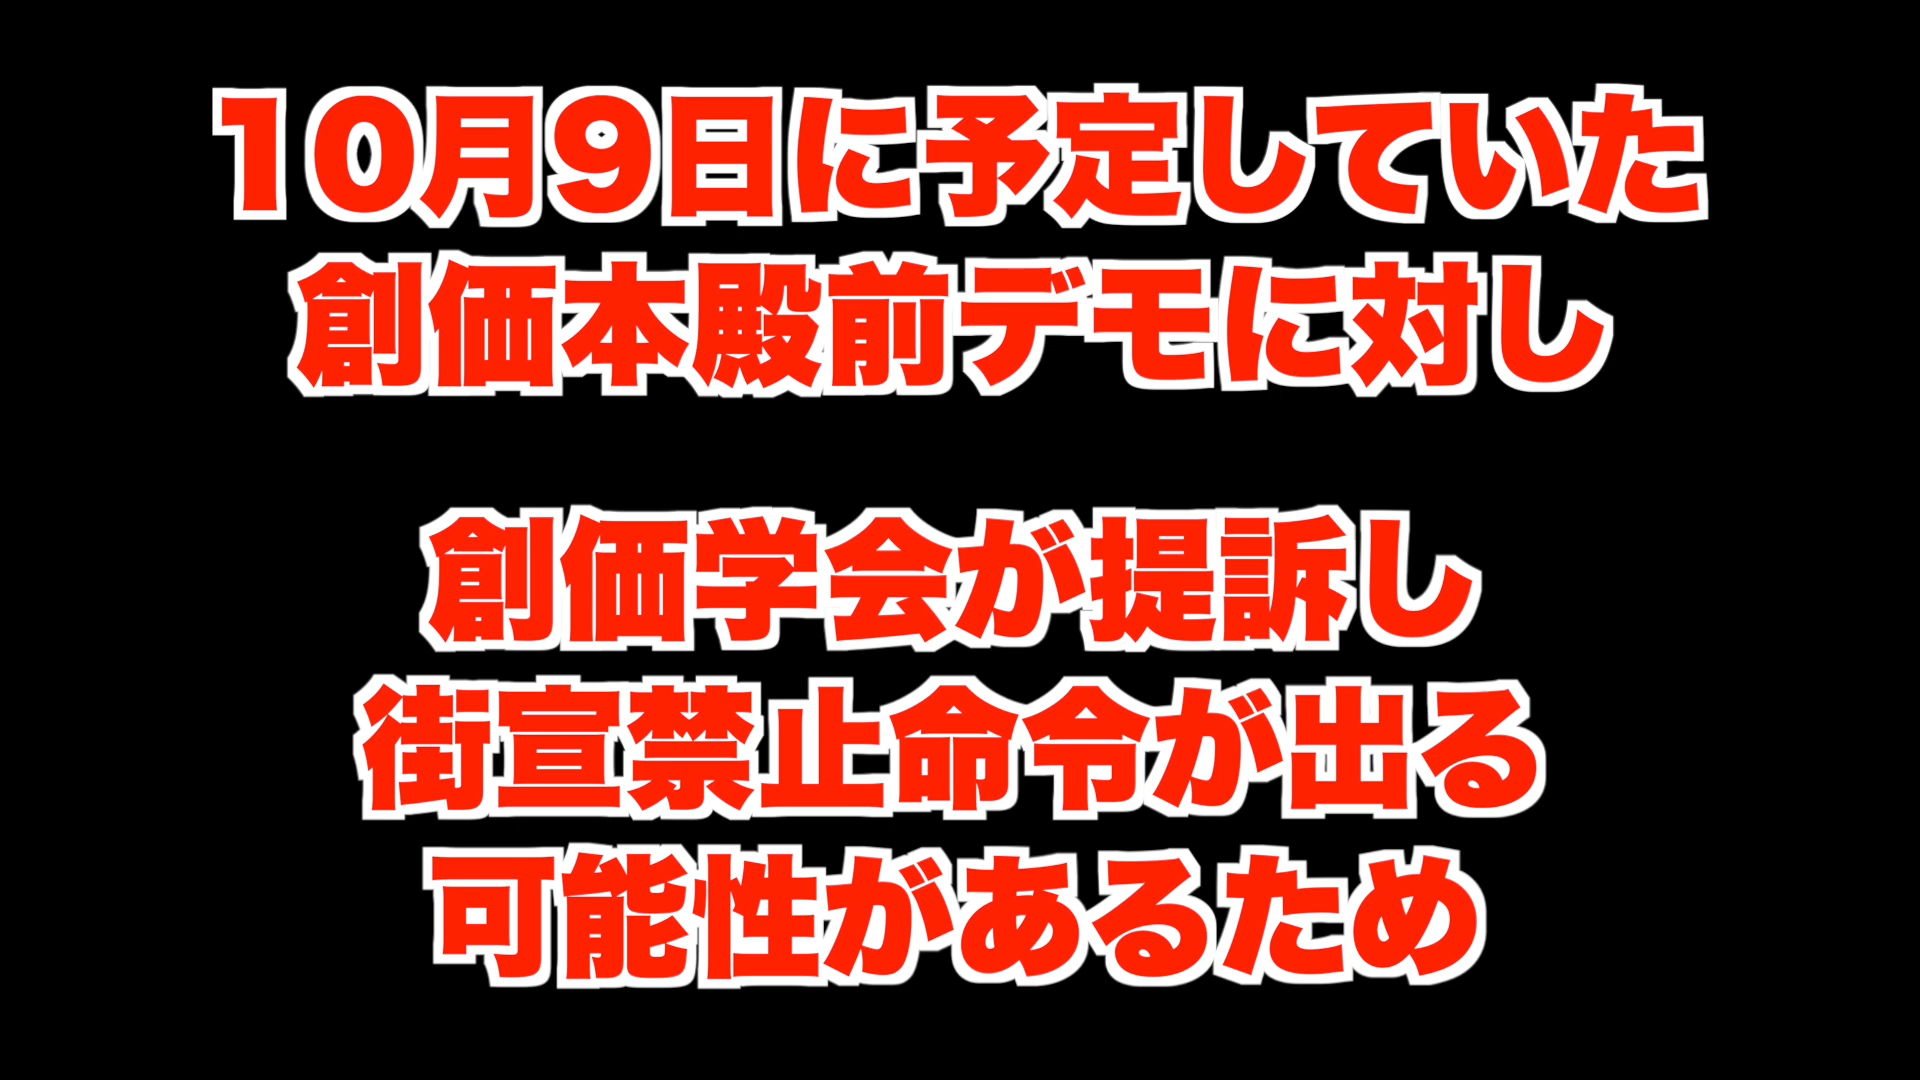 10月9日に予定していた
創価本殿前デモに対し
創価学会が提訴し
街宣禁止命令が出る
可能性があるため